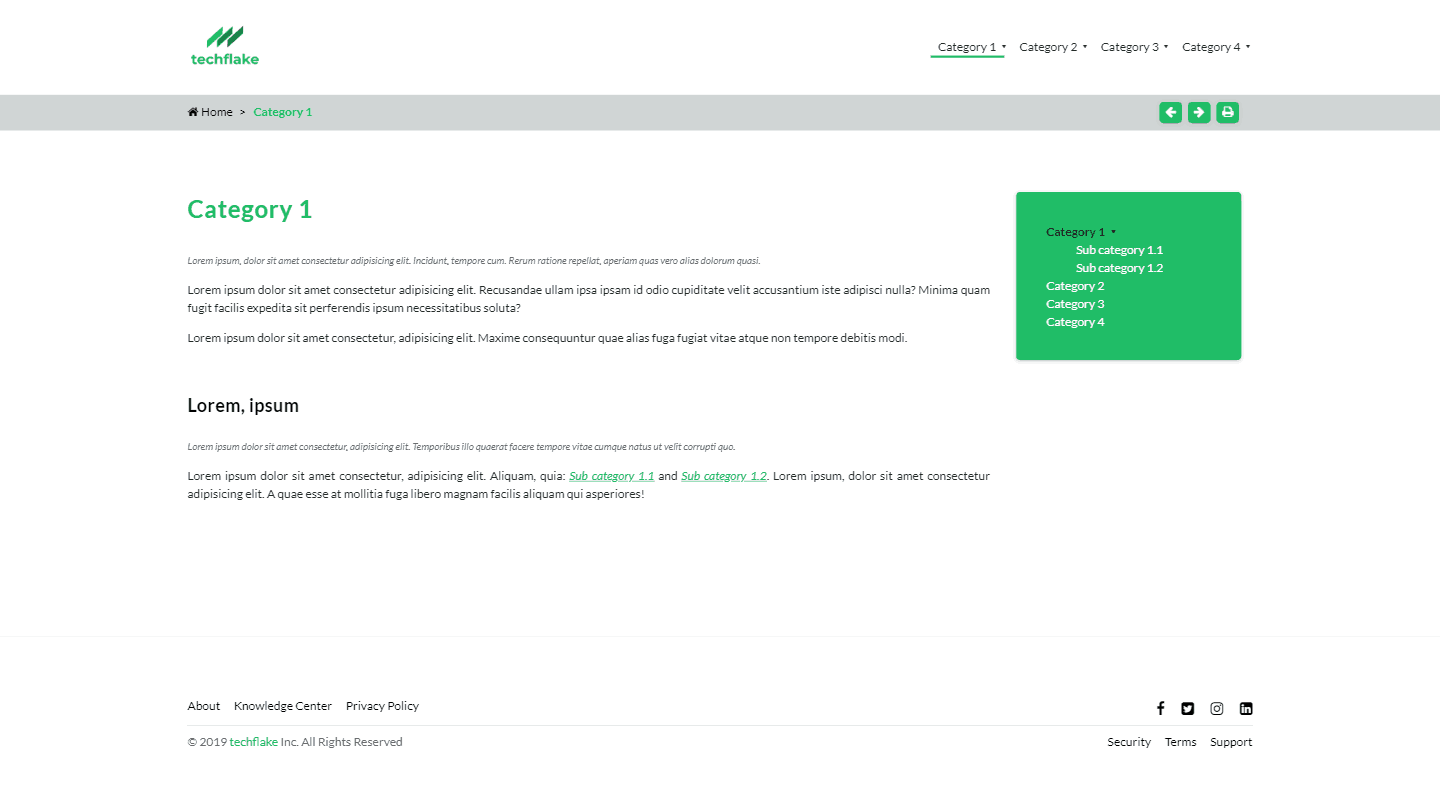 techflake
Category 1 Category 2 Category 3 Category 4
Home > Category 1
Category 1
Lorem ipsum, dolor sit amet consectetur adipisicing elit. Incidunt, tempore cum. Rerum ratione repellat, aperiam quas vero alias dolorum quasi.
Lorem ipsum dolor sit amet consectetur adipisicing elit. Recusandae ullam ipsa ipsam id odio cupiditate velit accusantium iste adipisci nulla? Minima quam
fugit facilis expedita sit perferendis ipsum necessitatibus soluta?
Lorem ipsum dolor sit amet consectetur, adipisicing elit. Maxime consequuntur quae alias fuga fugiat vitae atque non tempore debitis modi.
Lorem, ipsum
Lorem ipsum dolor sit amet consectetur, adipisicing elit. Temporibus illo quaerat facere tempore vitae cumque natus ut velit corrupti quo.
Lorem ipsum dolor sit amet consectetur, adipisicing elit. Aliquam, quia: Sub category 1.1 and Sub category 1.2. Lorem ipsum, dolor sit amet consectetur
adipisicing elit. A quae esse at mollitia fuga libero magnam facilis aliquam qui asperiores!
Category 1
Sub category 1.1
Sub category 1.2
Category 2
Category 3
Category 4
About Knowledge Center Privacy Policy
© 2019 techflake Inc. All Rights Reserved
Security Terms Support